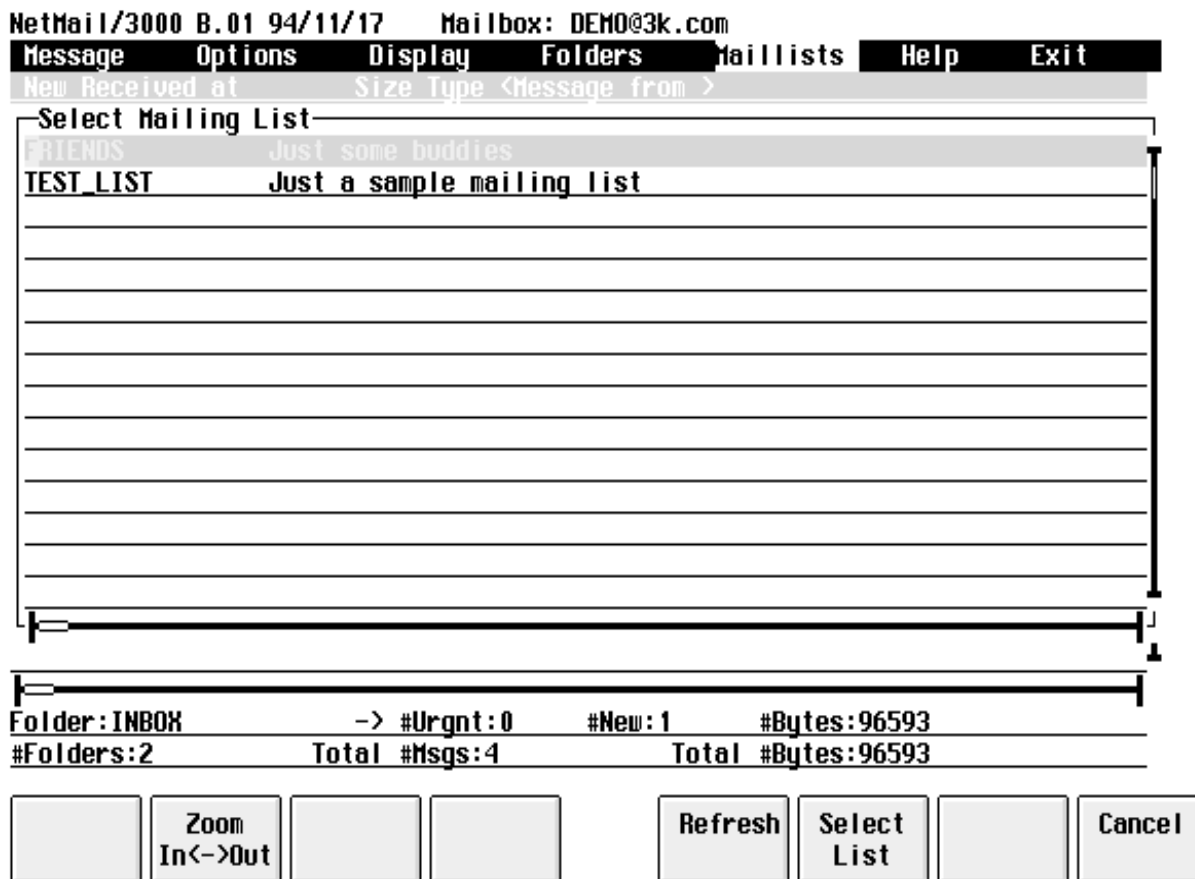 NetMail/3000 B.01 94/11/17 Mailbox: DEMO@3k.com
Message Options Display Folders Maillists Help Exit
New Received at Size Type <Message from >
Select Mailing List
FRIENDS Just some buddies
TEST_LIST Just a sample mailing list
Folder:INBOX -> #Urgnt:0 #New:1 #Bytes:96593
#Folders:2 Total #Msgs:4 Total #Bytes:96593
Zoom Refresh Select Cancel
In<->Out List